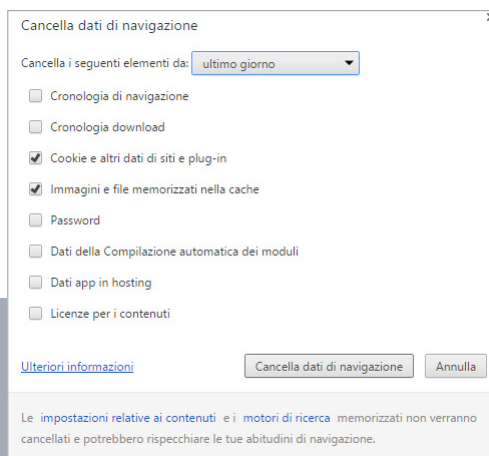 Cancella dati di navigazione
Cancella i seguenti elementi da: ultimo giorno
Cronologia di navigazione
Cronologia download
Cookie e altri dati di siti e plug-in
Immagini e file memorizzati nella cache
Password
Dati della Compilazione automatica dei moduli
Dati app in hosting
Licenze per i contenuti
Ulteriori informazioni Cancella dati di navigazione Annulla
Le impostazioni relative ai contenuti e i motori di ricerca memorizzati non verranno
cancellati e potrebbero rispecchiare le tue abitudini di navigazione.